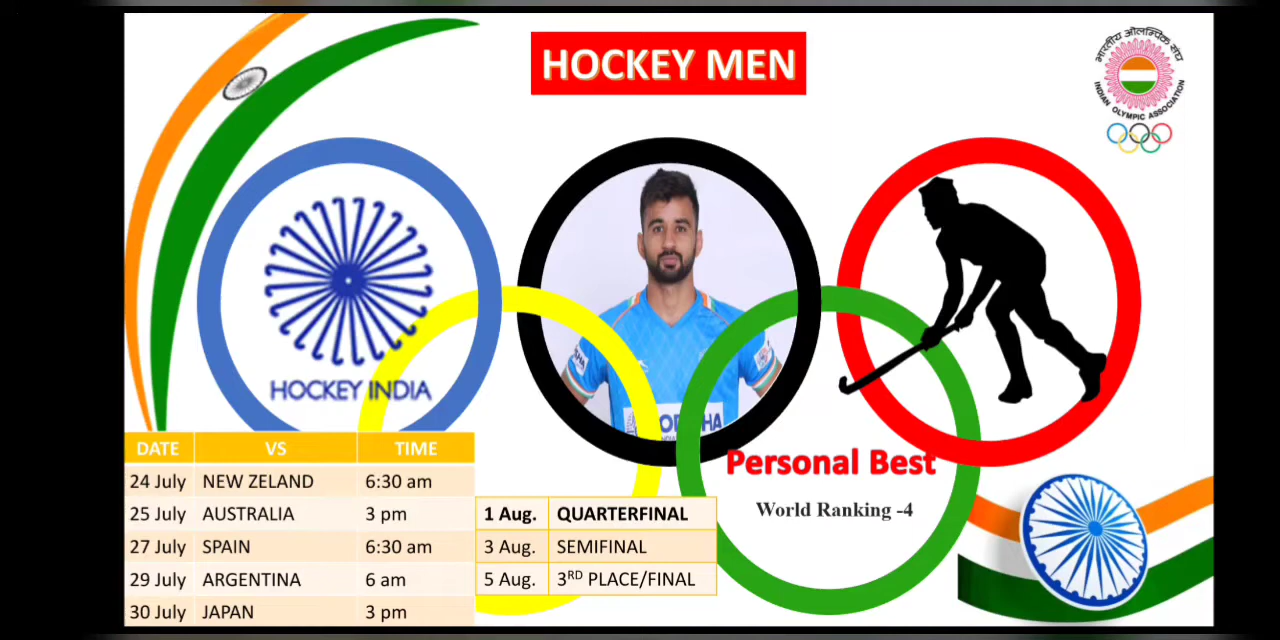 HOCKEY MEN
भारतीय ओलम्पिक संघ
INDIAN OLYMPIC ASSOCIATION
HOCKEY INDIA
Personal Best
World Ranking -4
DATE VS TIME
24 July NEW ZELAND 6:30 am
25 July AUSTRALIA 3 pm
27 July SPAIN 6:30 am
29 July ARGENTINA 6 am
30 July JAPAN 3 pm
1 Aug. QUARTERFINAL
3 Aug. SEMIFINAL
5 Aug. 3RD PLACE/FINAL